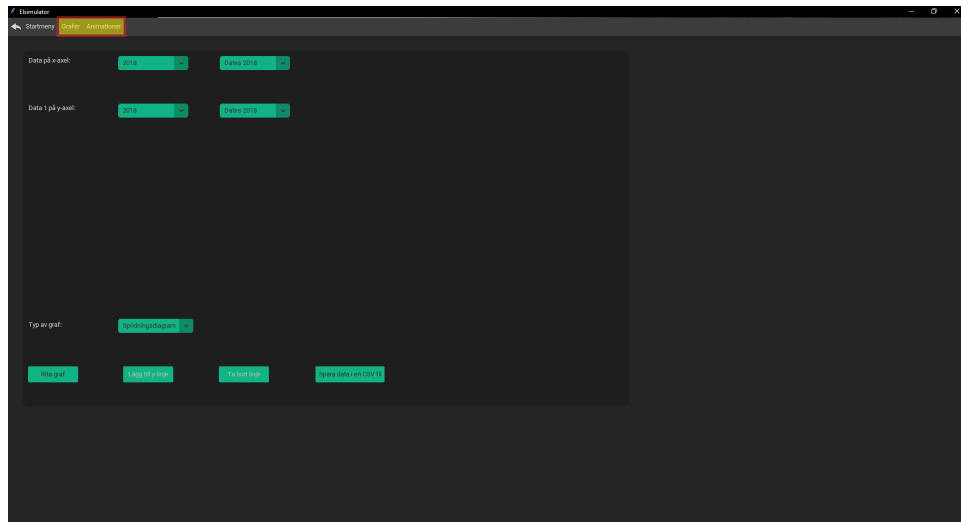 Elsimulator
Startmeny Grafer Animationer
Data på x-axel: 2018 Dates 2018
Data 1 på y-axel: 2018 Dates 2018
Typ av graf: Spridningsdiagram
Rita graf Lägg till y-linje Ta bort linje Spara data i en CSV fil